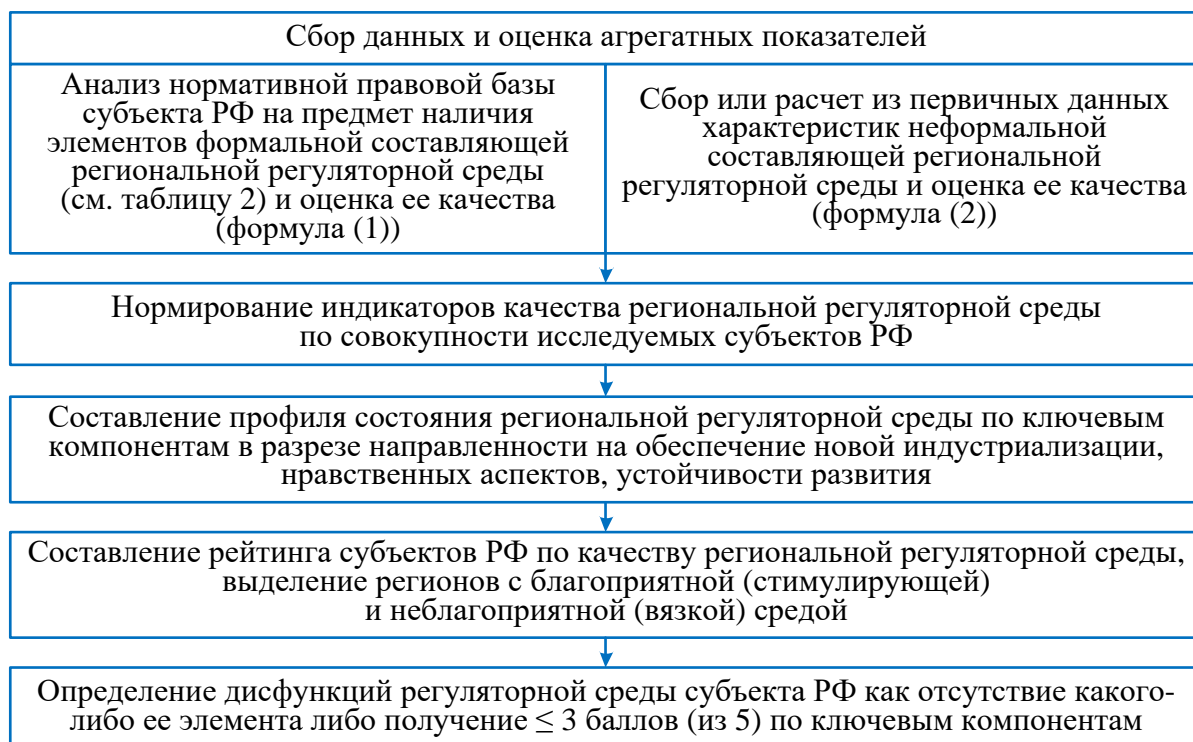 Сбор данных и оценка агрегатных показателей
Анализ нормативной правовой базы
субъекта РФ на предмет наличия
элементов формальной составляющей
региональной регуляторной среды
(см. таблицу 2) и оценка ее качества
(формула (1))
Сбор или расчет из первичных данных
характеристик неформальной
составляющей региональной
регуляторной среды и оценка ее качества
(формула (2))
Нормирование индикаторов качества региональной регуляторной среды
по совокупности исследуемых субъектов РФ
Составление профиля состояния региональной регуляторной среды по ключевым
компонентам в разрезе направленности на обеспечение новой индустриализации,
нравственных аспектов, устойчивости развития
Составление рейтинга субъектов РФ по качеству региональной регуляторной среды,
выделение регионов с благоприятной (стимулирующей)
и неблагоприятной (вязкой) средой
Определение дисфункций регуляторной среды субъекта РФ как отсутствие какого-
либо ее элемента либо получение ≤ 3 баллов (из 5) по ключевым компонентам